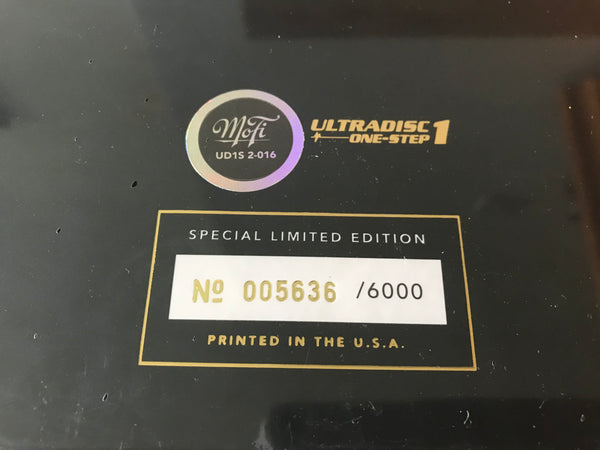 MoFi
UD1S 2-016
ULTRADISC
ONE-STEP 1
SPECIAL LIMITED EDITION
Nº 005636 /6000
PRINTED IN THE U.S.A.